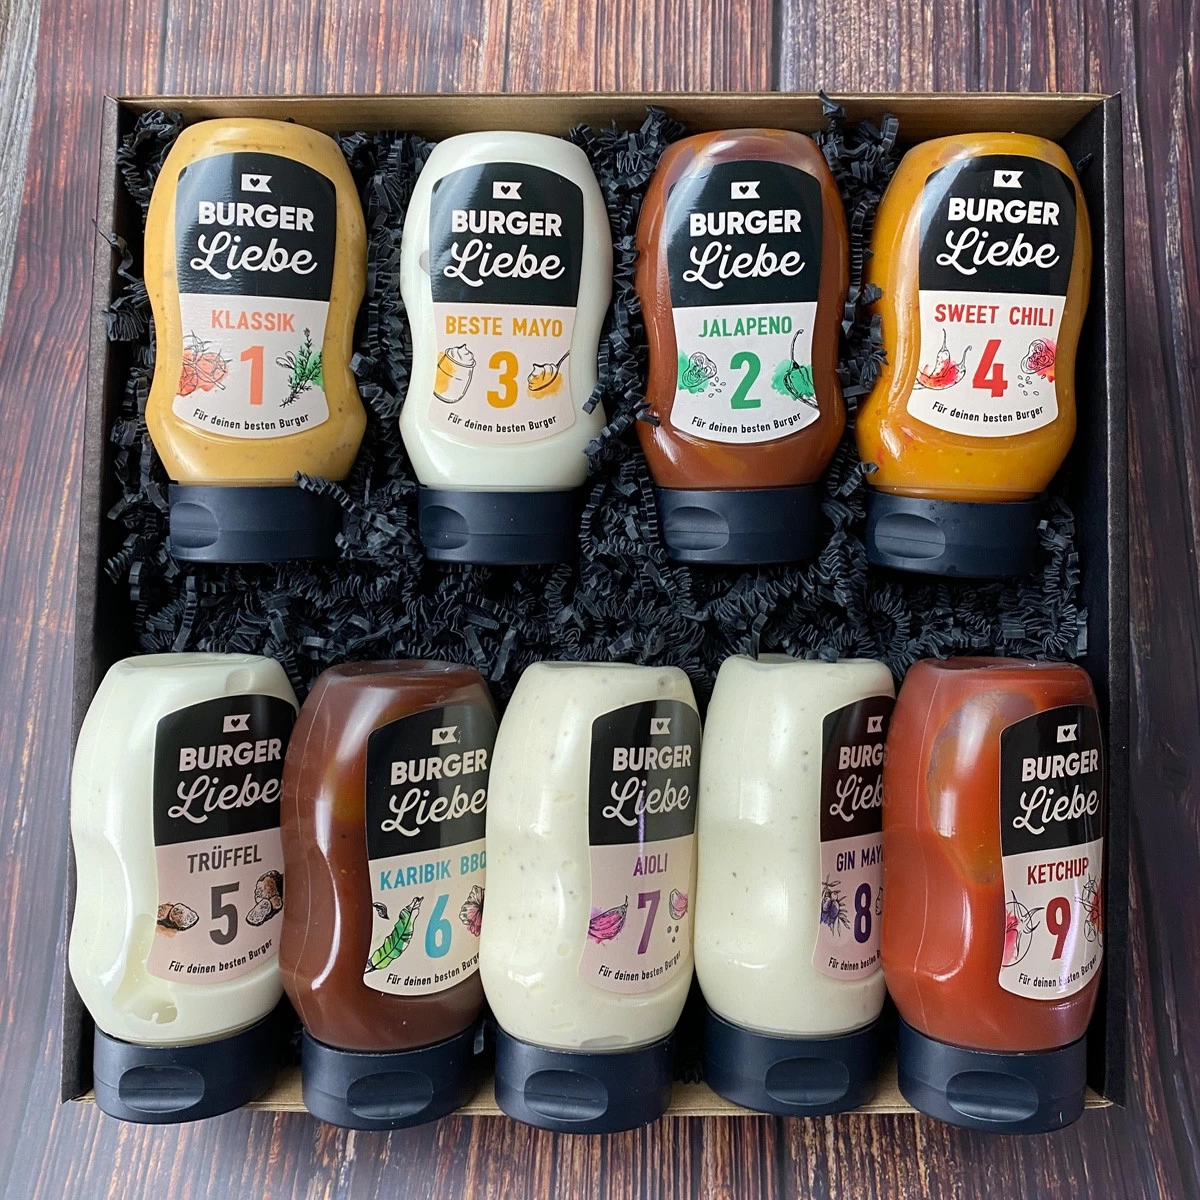 BURGER
Liebe
KLASSIK
1
Für deinen besten Burger
BURGER
Liebe
BESTE MAYO
3
Für deinen besten Burger
BURGER
Liebe
JALAPENO
2
Für deinen besten Burger
BURGER
Liebe
SWEET CHILI
4
Für deinen besten Burger
BURGER
Liebe
TRÜFFEL
5
Für deinen besten Burger
BURGER
Liebe
KARIBIK BBQ
6
Für deinen besten Burger
BURGER
Liebe
AIOLI
7
Für deinen besten Burger
BURGER
Liebe
GIN MAYO
8
Für deinen besten
BURGER
Liebe
KETCHUP
9
Für deinen besten Burger